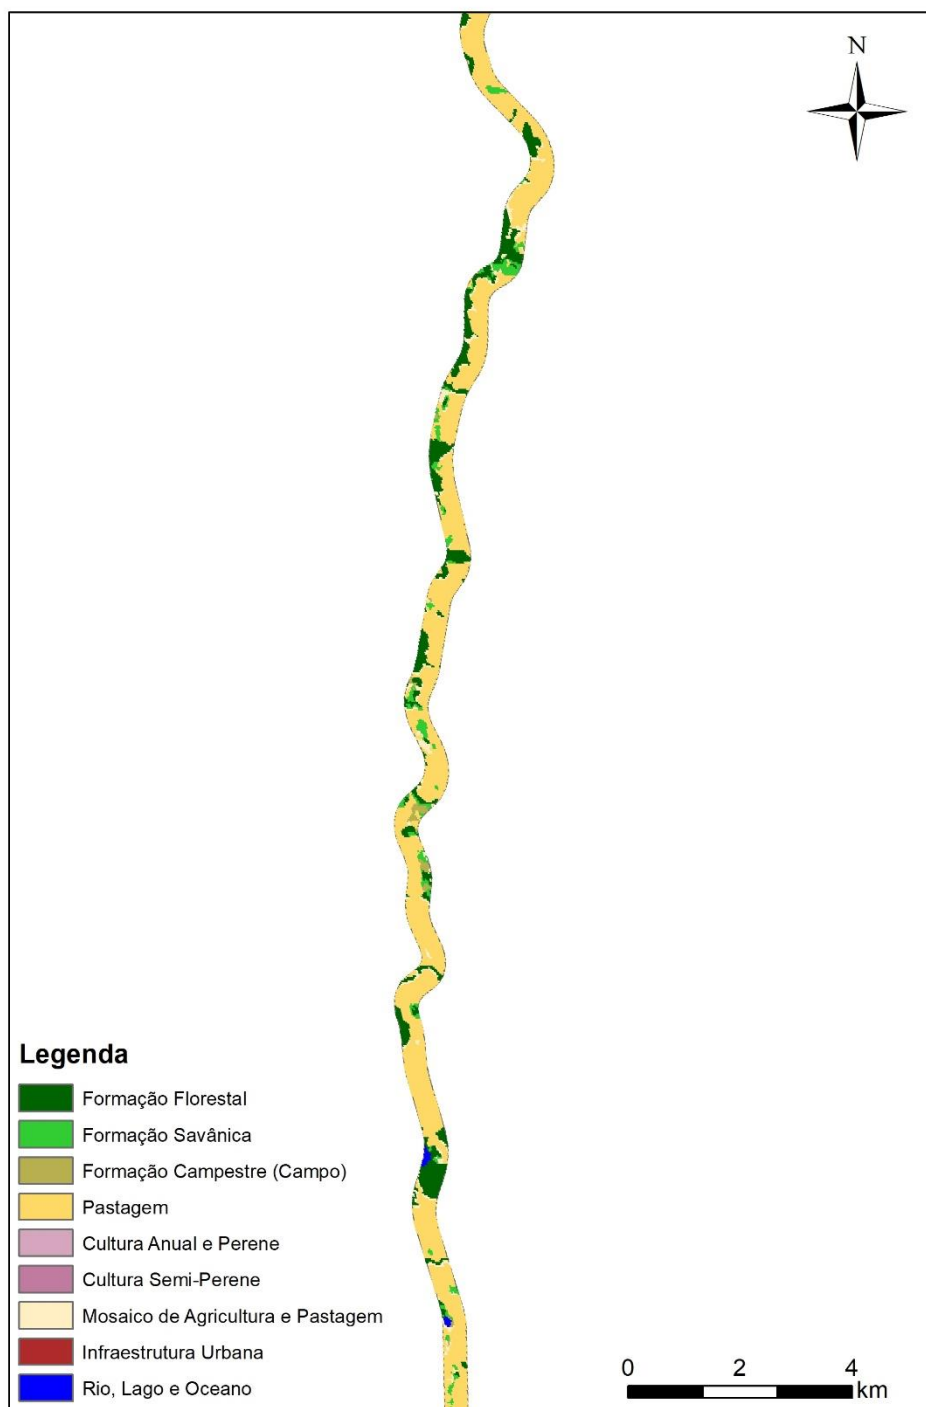 N
Legenda
Formação Florestal
Formação Savânica
Formação Campestre (Campo)
Pastagem
Cultura Anual e Perene
Cultura Semi-Perene
Mosaico de Agricultura e Pastagem
Infraestrutura Urbana
Rio, Lago e Oceano
0 2 4
km